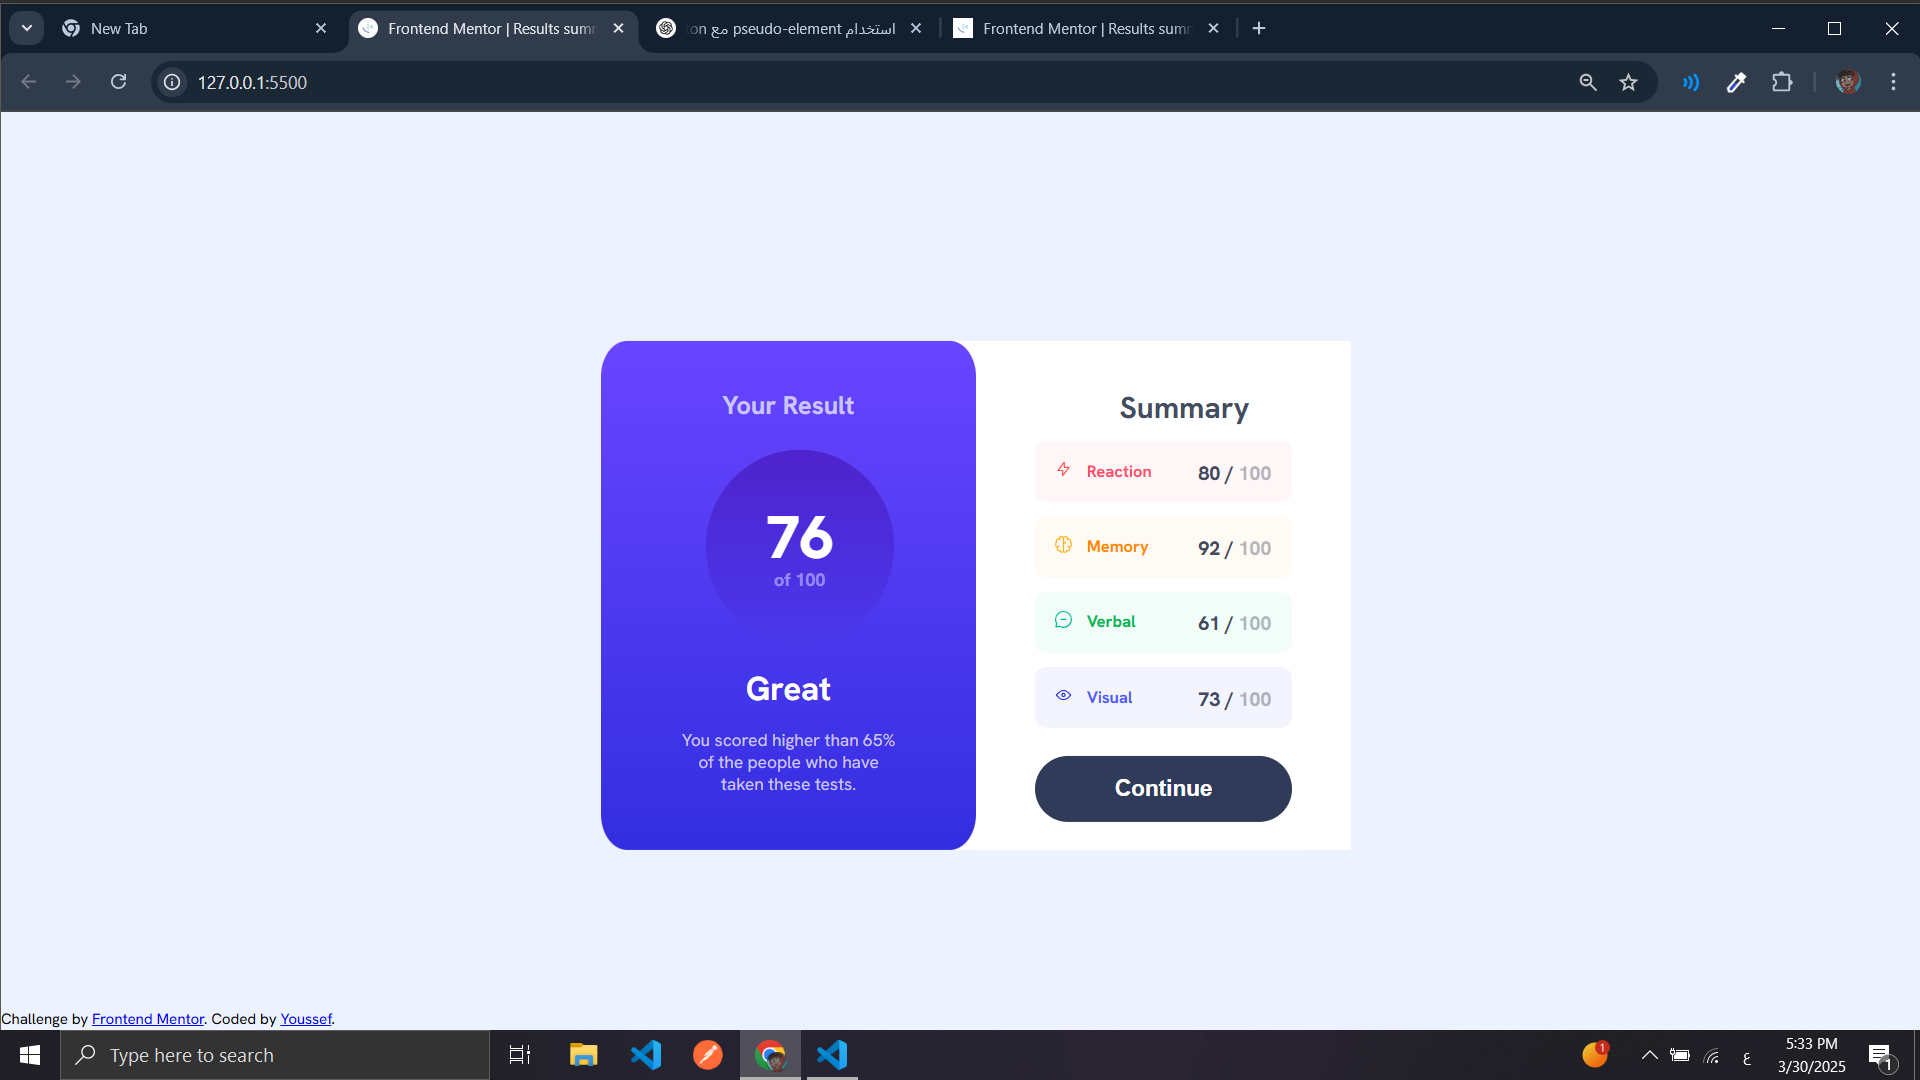 New Tab
Frontend Mentor | Results sumr
استخدام pseudo-element مع on
Frontend Mentor | Results sumr
127.0.0.1:5500
Your Result
76
of 100
Great
You scored higher than 65%
of the people who have
taken these tests.
Summary
Reaction 80 / 100
Memory 92 / 100
Verbal 61 / 100
Visual 73 / 100
Continue
Challenge by Frontend Mentor. Coded by Youssef.
Type here to search
1
ع
5:33 PM
3/30/2025
1